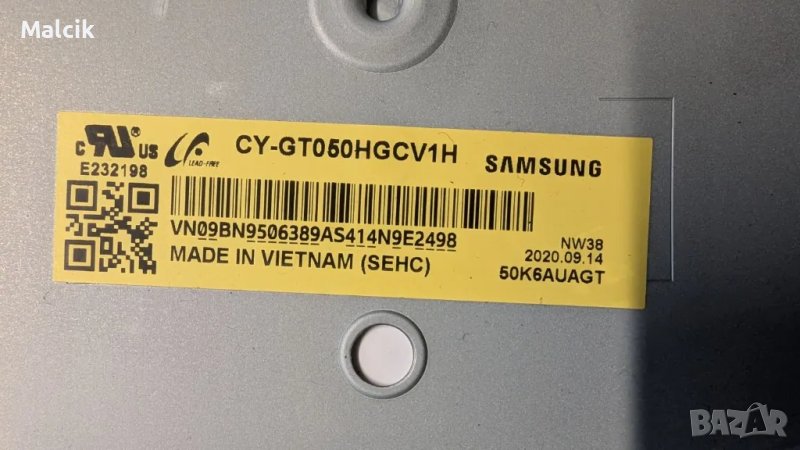 Malcik
c UL US
E232198
LEAD-FREE
CY-GT050HGCV1H
SAMSUNG
VN09BN9506389AS414N9E2498
MADE IN VIETNAM (SEHC)
NW38
2020.09.14
50K6AUAGT
BAZAR